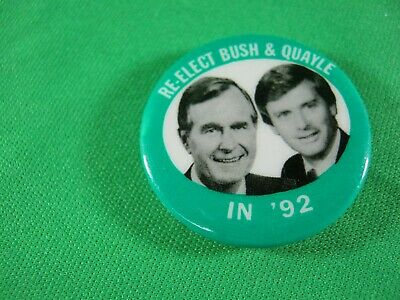 RE-ELECT BUSH & QUAYLE
IN '92